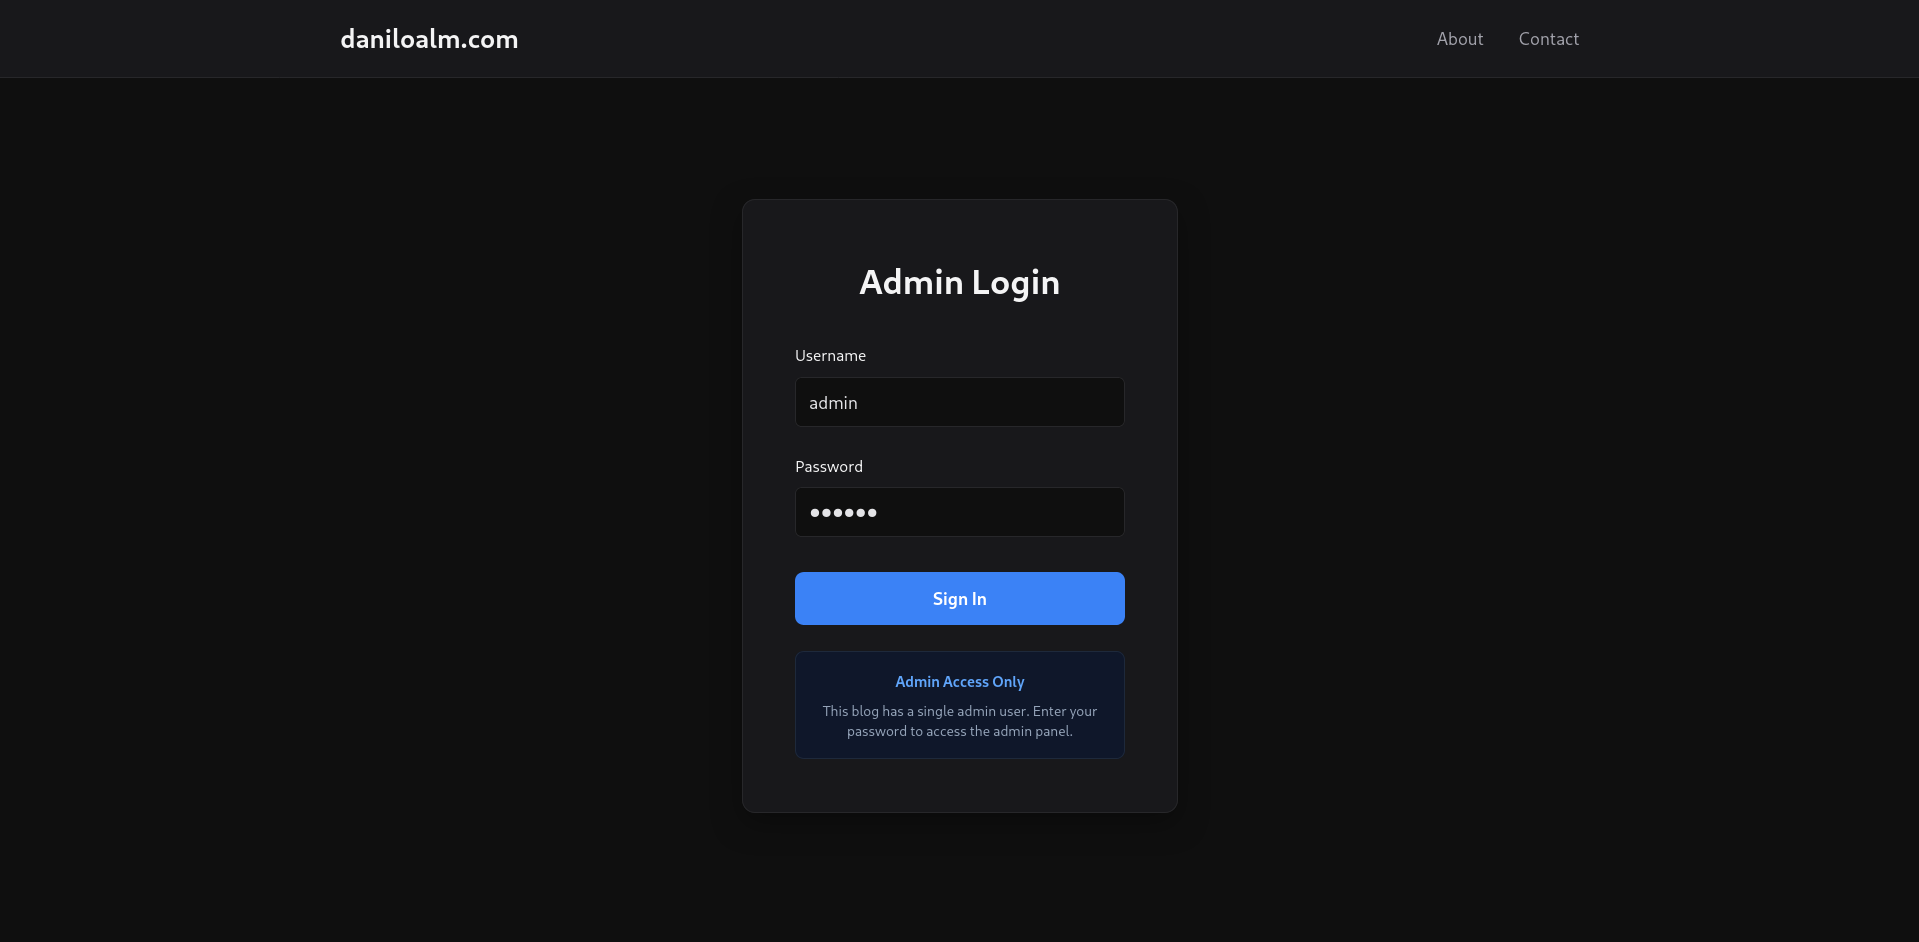 daniloalm.com
About
Contact
Admin Login
Username
admin
Password
••••••
Sign In
Admin Access Only
This blog has a single admin user. Enter your
password to access the admin panel.